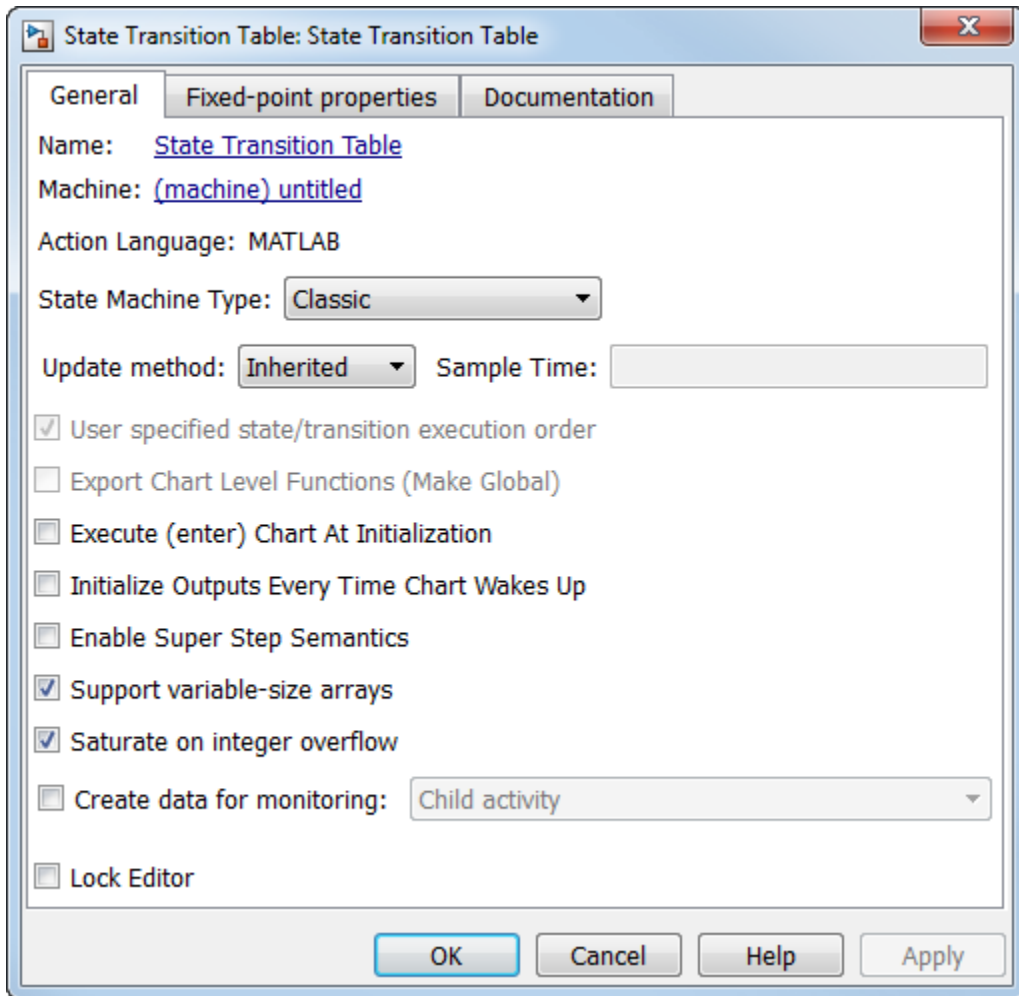 State Transition Table: State Transition Table
General Fixed-point properties Documentation
Name: State Transition Table
Machine: (machine) untitled
Action Language: MATLAB
State Machine Type: Classic
Update method: Inherited Sample Time:
User specified state/transition execution order
Export Chart Level Functions (Make Global)
Execute (enter) Chart At Initialization
Initialize Outputs Every Time Chart Wakes Up
Enable Super Step Semantics
Support variable-size arrays
Saturate on integer overflow
Create data for monitoring: Child activity
Lock Editor
OK Cancel Help Apply